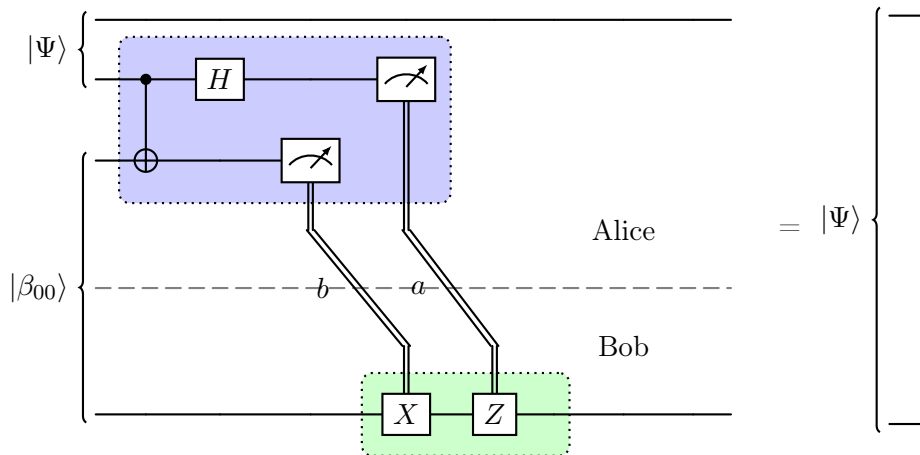 |Ψ⟩
H
Alice
= |Ψ⟩
|β₀₀⟩
b
a
Bob
X
Z